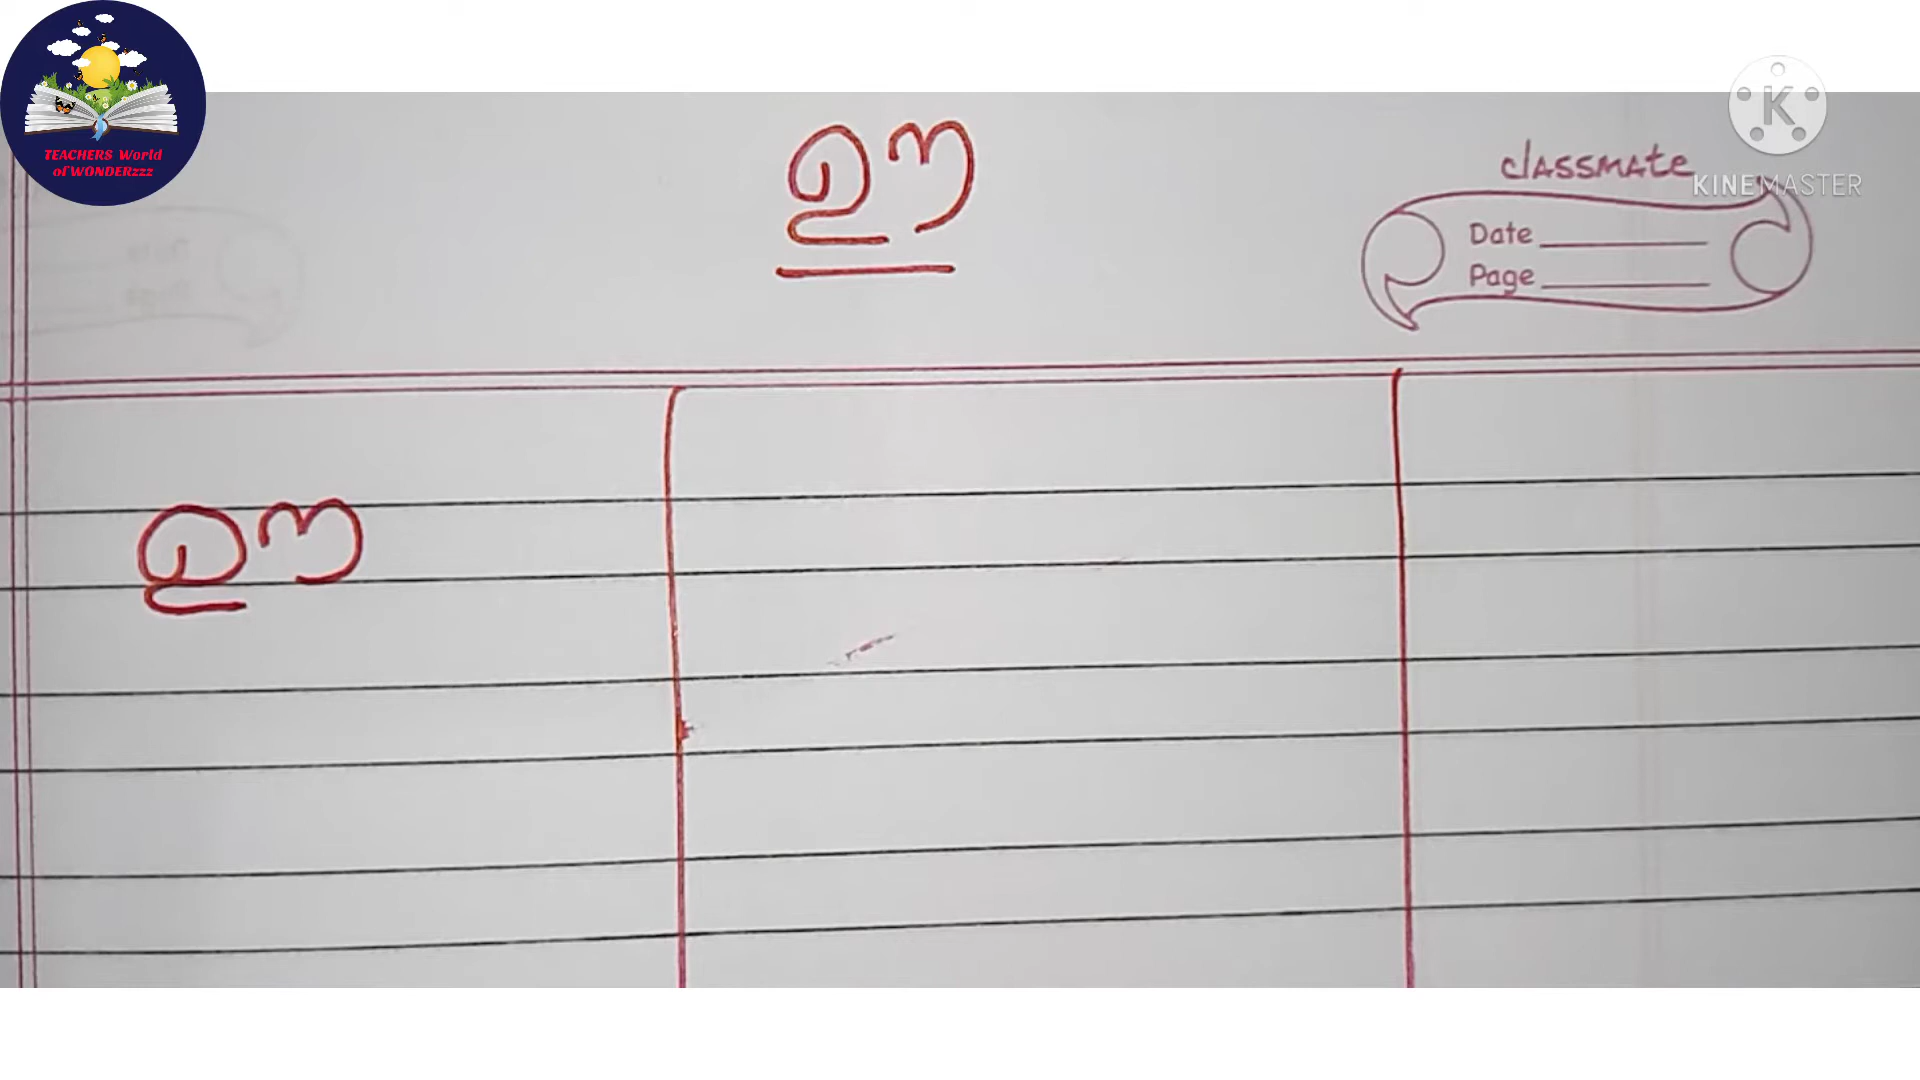 TEACHERS World
of WONDERzzz
ഊ
classmate
KINEMASTER
Date
Page
ഊ